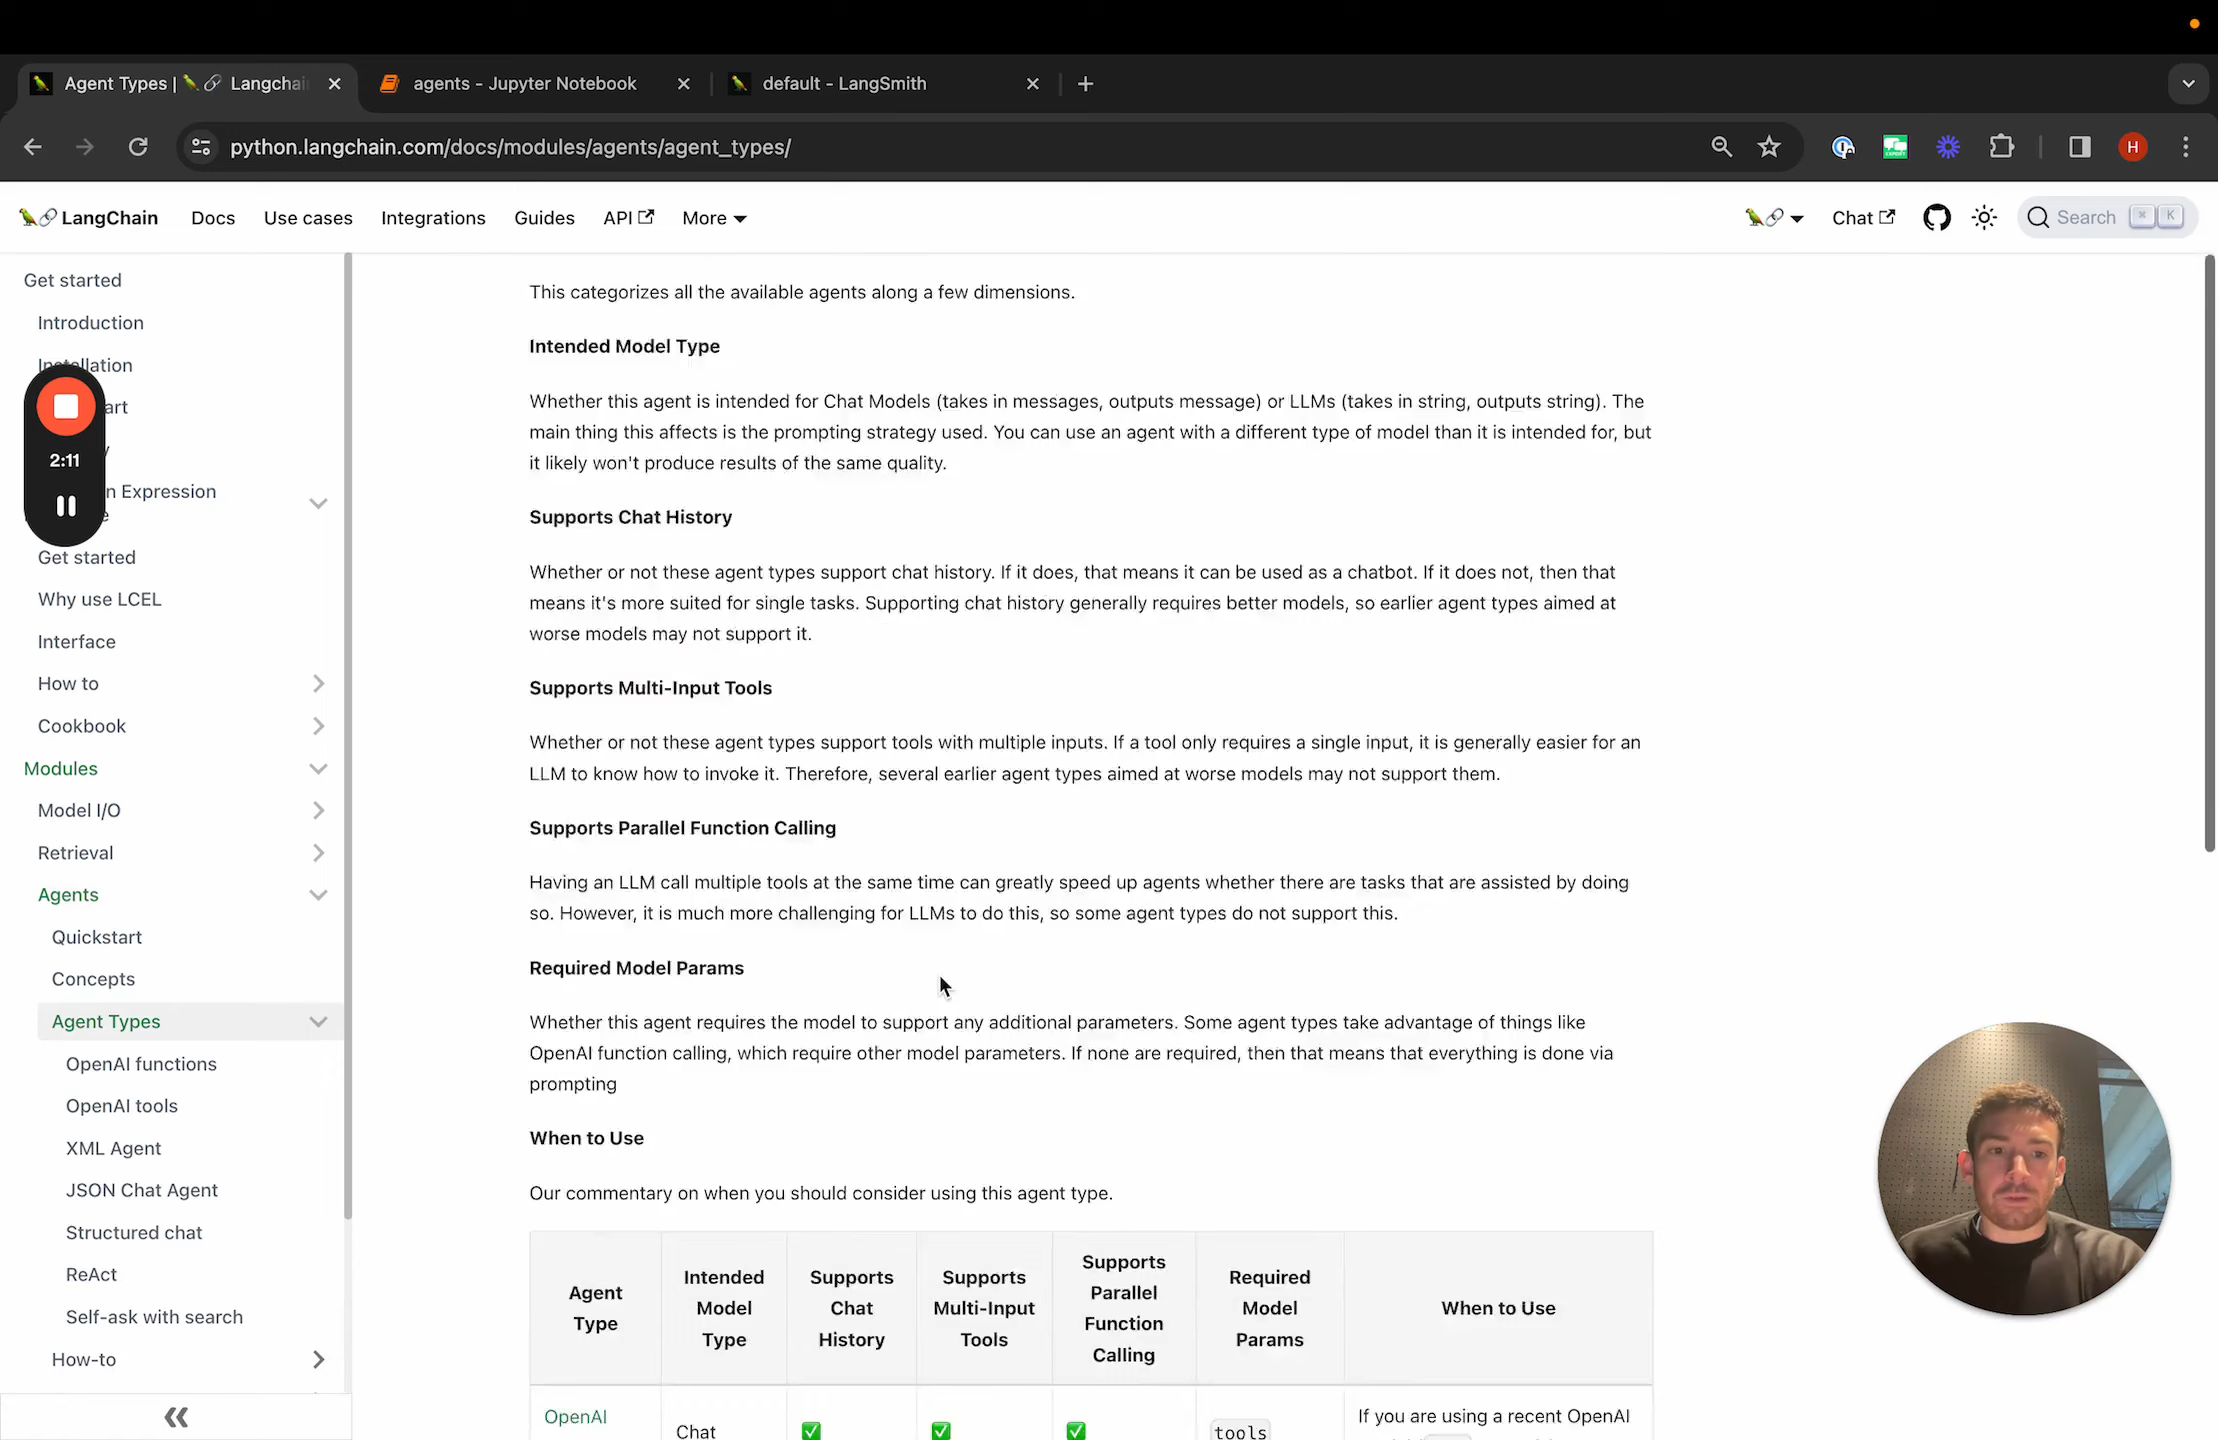 Agent Types | Langchai
agents - Jupyter Notebook
default - LangSmith
python.langchain.com/docs/modules/agents/agent_types/
H
LangChain
Docs
Use cases
Integrations
Guides
API
More
Chat
Search
K
Get started
Introduction
Installation
art
2:11
n Expression
e
Get started
Why use LCEL
Interface
How to
Cookbook
Modules
Model I/O
Retrieval
Agents
Quickstart
Concepts
Agent Types
OpenAI functions
OpenAI tools
XML Agent
JSON Chat Agent
Structured chat
ReAct
Self-ask with search
How-to
This categorizes all the available agents along a few dimensions.
Intended Model Type
Whether this agent is intended for Chat Models (takes in messages, outputs message) or LLMs (takes in string, outputs string). The
main thing this affects is the prompting strategy used. You can use an agent with a different type of model than it is intended for, but
it likely won't produce results of the same quality.
Supports Chat History
Whether or not these agent types support chat history. If it does, that means it can be used as a chatbot. If it does not, then that
means it's more suited for single tasks. Supporting chat history generally requires better models, so earlier agent types aimed at
worse models may not support it.
Supports Multi-Input Tools
Whether or not these agent types support tools with multiple inputs. If a tool only requires a single input, it is generally easier for an
LLM to know how to invoke it. Therefore, several earlier agent types aimed at worse models may not support them.
Supports Parallel Function Calling
Having an LLM call multiple tools at the same time can greatly speed up agents whether there are tasks that are assisted by doing
so. However, it is much more challenging for LLMs to do this, so some agent types do not support this.
Required Model Params
Whether this agent requires the model to support any additional parameters. Some agent types take advantage of things like
OpenAI function calling, which require other model parameters. If none are required, then that means that everything is done via
prompting
When to Use
Our commentary on when you should consider using this agent type.
Agent
Type
Intended
Model
Type
Supports
Chat
History
Supports
Multi-Input
Tools
Supports
Parallel
Function
Calling
Required
Model
Params
When to Use
OpenAI
Chat
tools
If you are using a recent OpenAI